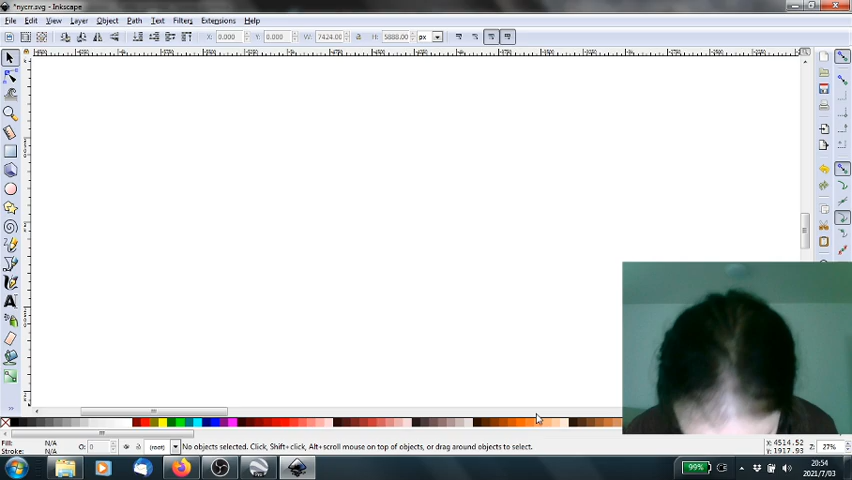 *nycrr.svg - Inkscape
File Edit View Layer Object Path Text Filters Extensions Help
X: 0.000 Y: 0.000 W: 7424.00 H: 5888.00 px
Fill: N/A
Stroke: N/A
O: 0
(root)
No objects selected. Click, Shift+click, Alt+scroll mouse on top of objects, or drag around objects to select.
X: 4514.52
Y: 1917.93
Z: 27%
99%
20:54
2021/7/03